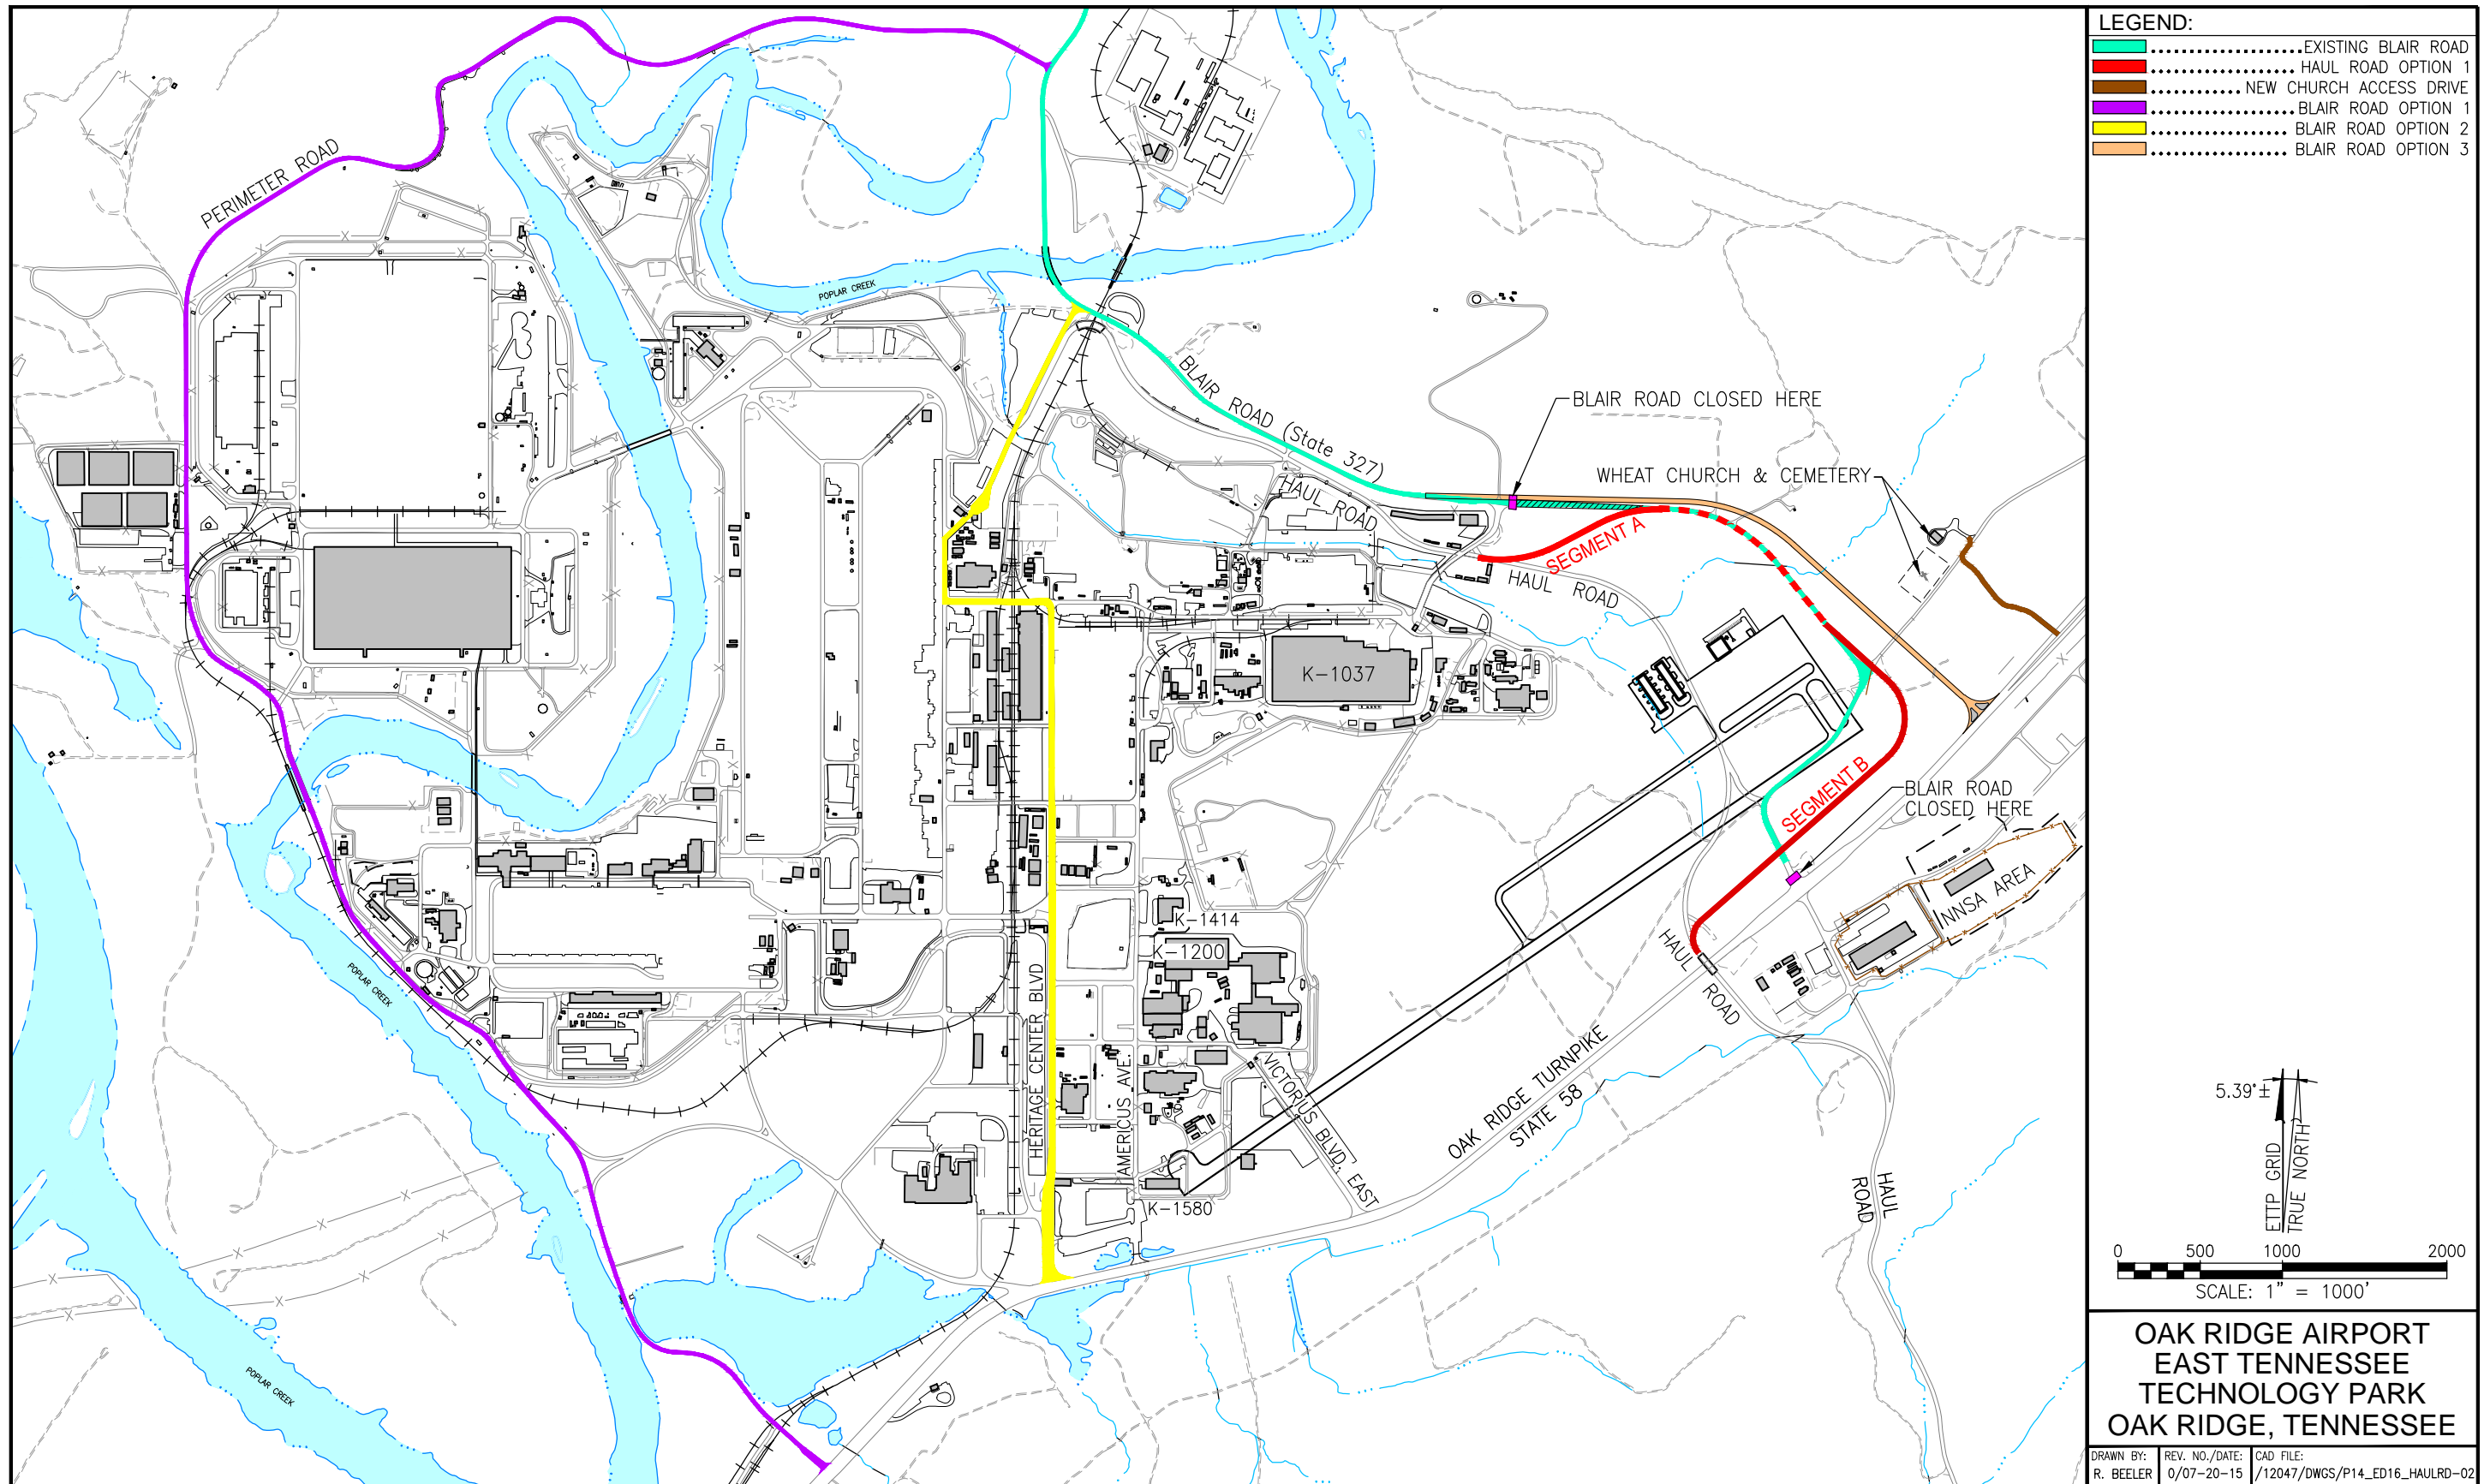 LEGEND:
EXISTING BLAIR ROAD
HAUL ROAD OPTION 1
NEW CHURCH ACCESS DRIVE
BLAIR ROAD OPTION 1
BLAIR ROAD OPTION 2
BLAIR ROAD OPTION 3
PERIMETER ROAD
POPLAR CREEK
BLAIR ROAD (State 327)
BLAIR ROAD CLOSED HERE
WHEAT CHURCH & CEMETERY
HAUL ROAD
SEGMENT A
HAUL ROAD
K-1037
SEGMENT B
BLAIR ROAD
CLOSED HERE
NNSA AREA
K-1414
K-1200
HAUL ROAD
POPLAR CREEK
HERITAGE CENTER BLVD
AMERICUS AVE.
VICTORIUS BLVD. EAST
OAK RIDGE TURNPIKE
STATE 58
K-1580
HAUL
ROAD
POPLAR CREEK
5.39°±
ETTP GRID
TRUE NORTH
0 500 1000 2000
SCALE: 1" = 1000'
OAK RIDGE AIRPORT
EAST TENNESSEE
TECHNOLOGY PARK
OAK RIDGE, TENNESSEE
DRAWN BY: REV. NO./DATE: CAD FILE:
R. BEELER 0/07-20-15 /12047/DWGS/P14_ED16_HAULRD-02